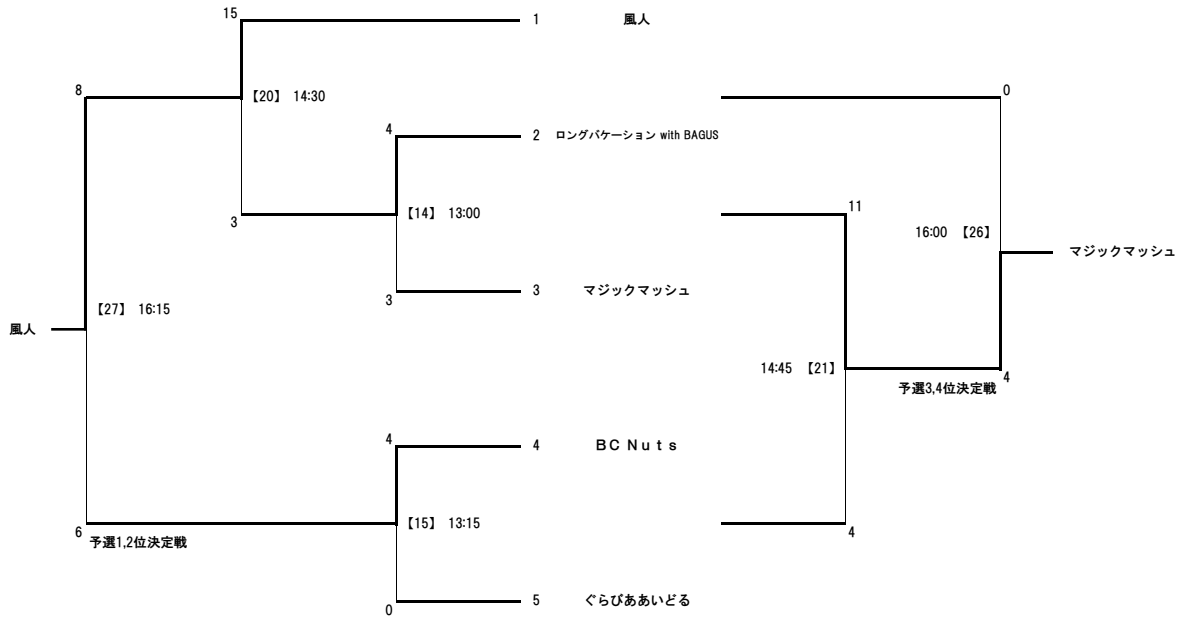 15
1 風人
8
0
【20】 14:30
4
2 ロングバケーション with BAGUS
11
3
【14】 13:00
16:00 【26】
マジックマッシュ
3
3 マジックマッシュ
【27】 16:15
風人
14:45 【21】
4
予選3,4位決定戦
4
4 BC Nuts
6
予選1,2位決定戦
【15】 13:15
4
0
5 ぐらびああいどる